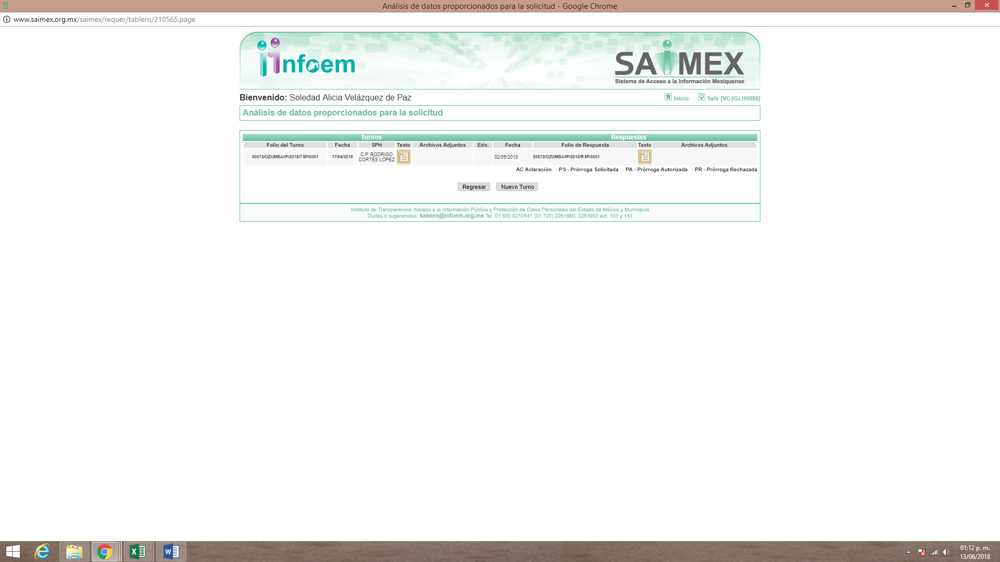 Análisis de datos proporcionados para la solicitud - Google Chrome
www.saimex.org.mx/saimex/requer/tablero/210565.page
infoem
SAIMEX
Sistema de Acceso a la Información Mexiquense
Bienvenido: Soledad Alicia Velázquez de Paz
Inicio Salir [VCJGLH5080]
Análisis de datos proporcionados para la solicitud
Turnos Respuestas
Folio del Turno Fecha SPH Texto Archivos Adjuntos Edo. Fecha Folio de Respuesta Texto Archivos Adjuntos
00072/OZUMBA/IP/2018/TSP/0001 17/04/2018 C.P. RODRIGO CORTÉS LÓPEZ 02/05/2018 00072/OZUMBA/IP/2018/RSP/0001
AC Aclaración PS - Prórroga Solicitada PA - Prórroga Autorizada PR - Prórroga Rechazada
Regresar Nuevo Turno
Instituto de Transparencia, Acceso a la Información Pública y Protección de Datos Personales del Estado de México y Municipios
Dudas o sugerencias: saimex@infoem.org.mx Tel. 01 800 8210441 (01 722) 2261680, 2261983 ext. 101 y 141
01:12 p. m.
13/06/2018